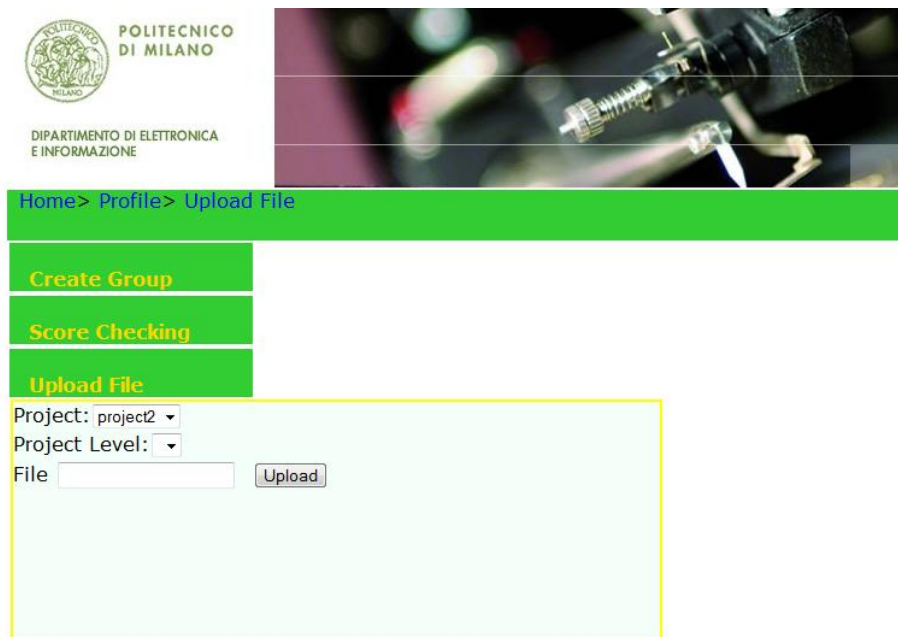 POLITECNICO
DI MILANO
MILANO
DIPARTIMENTO DI ELETTRONICA
E INFORMAZIONE
Home> Profile> Upload File
Create Group
Score Checking
Upload File
Project: project2
Project Level:
File Upload